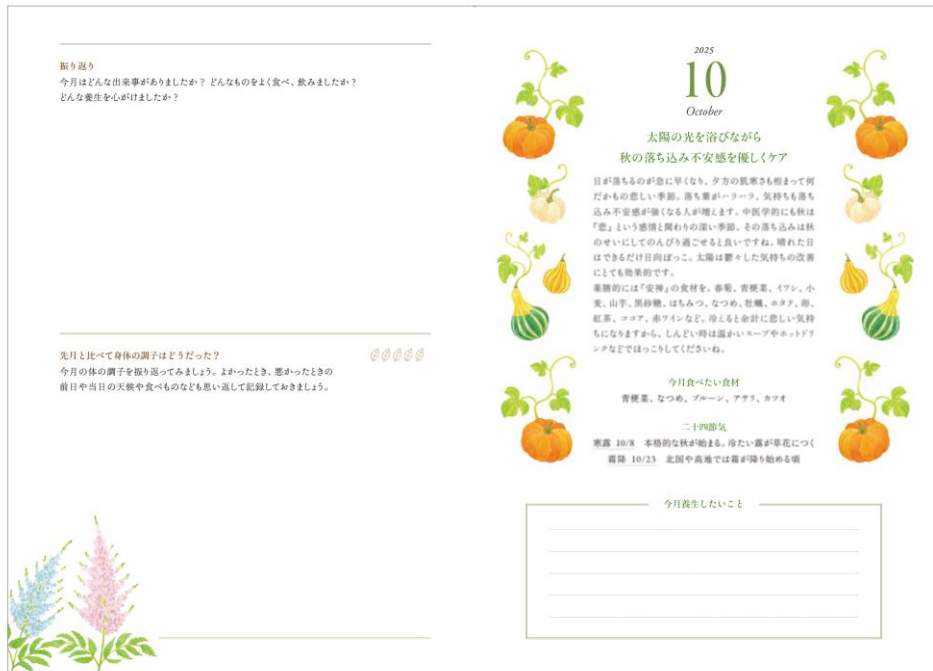 振り返り
今月はどんな出来事がありましたか？ どんなものをよく食べ、飲みましたか？
どんな養生を心がけましたか？
先月と比べて身体の調子はどうだった？
今月の体の調子を振り返ってみましょう。よかったとき、悪かったときの
前日や当日の天候や食べものなども思い返して記録しておきましょう。
2025
10
October
太陽の光を浴びながら
秋の落ち込み不安感を優しくケア
日が落ちるのが急に早くなり、夕方の肌寒さも相まって何
だかもの悲しい季節。落ち葉がハラハラ、気持ちも落ち
込み不安感が強くなる人が増えます。中医学的にも秋は
『悲』という感情と関わりの深い季節。その落ち込みは秋
のせいにしてのんびり過ごせると良いですね。晴れた日
はできるだけ日向ぼっこ。太陽は鬱々した気持ちの改善
にとても効果的です。
薬膳的には『安神』の食材を。春菊、青梗菜、イワシ、小
麦、山芋、黒砂糖、はちみつ、なつめ、牡蠣、ホタテ、卵、
紅茶、ココア、赤ワインなど。冷えると余計に悲しい気持
ちになりますから、しんどい時は温かいスープやホットドリ
ンクなどでほっこりしてくださいね。
今月食べたい食材
青梗菜、なつめ、プルーン、アサリ、カツオ
二十四節気
寒露 10/8 本格的な秋が始まる。冷たい露が草花につく
霜降 10/23 北国や高地では霜が降り始める頃
今月養生したいこと